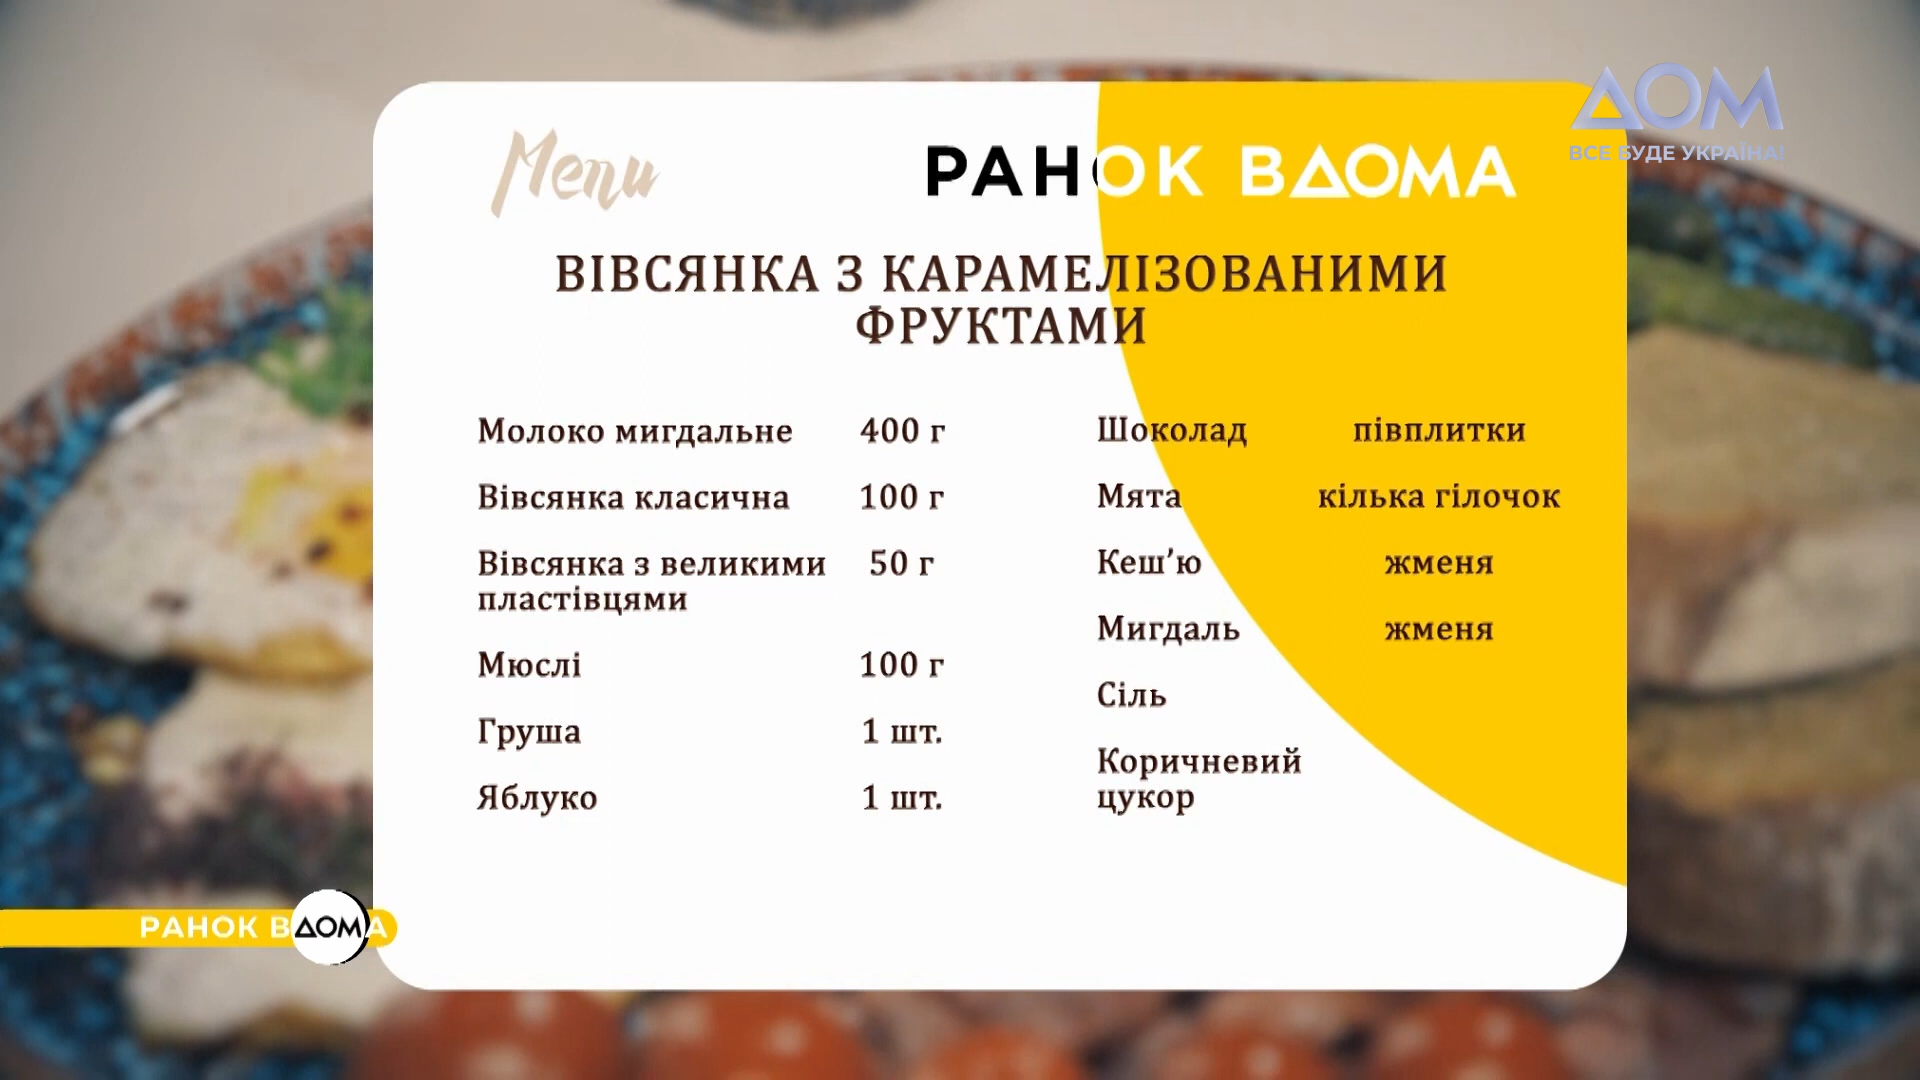 ДОМ
ВСЕ БУДЕ УКРАЇНА!
Menu
РАНОК ВДОМА
ВІВСЯНКА З КАРАМЕЛІЗОВАНИМИ
ФРУКТАМИ
Молоко мигдальне 400 г
Вівсянка класична 100 г
Вівсянка з великими 50 г
пластівцями
Мюслі 100 г
Груша 1 шт.
Яблуко 1 шт.
Шоколад півплитки
Мята кілька гілочок
Кеш’ю жменя
Мигдаль жменя
Сіль
Коричневий
цукор
РАНОК ВДОМА